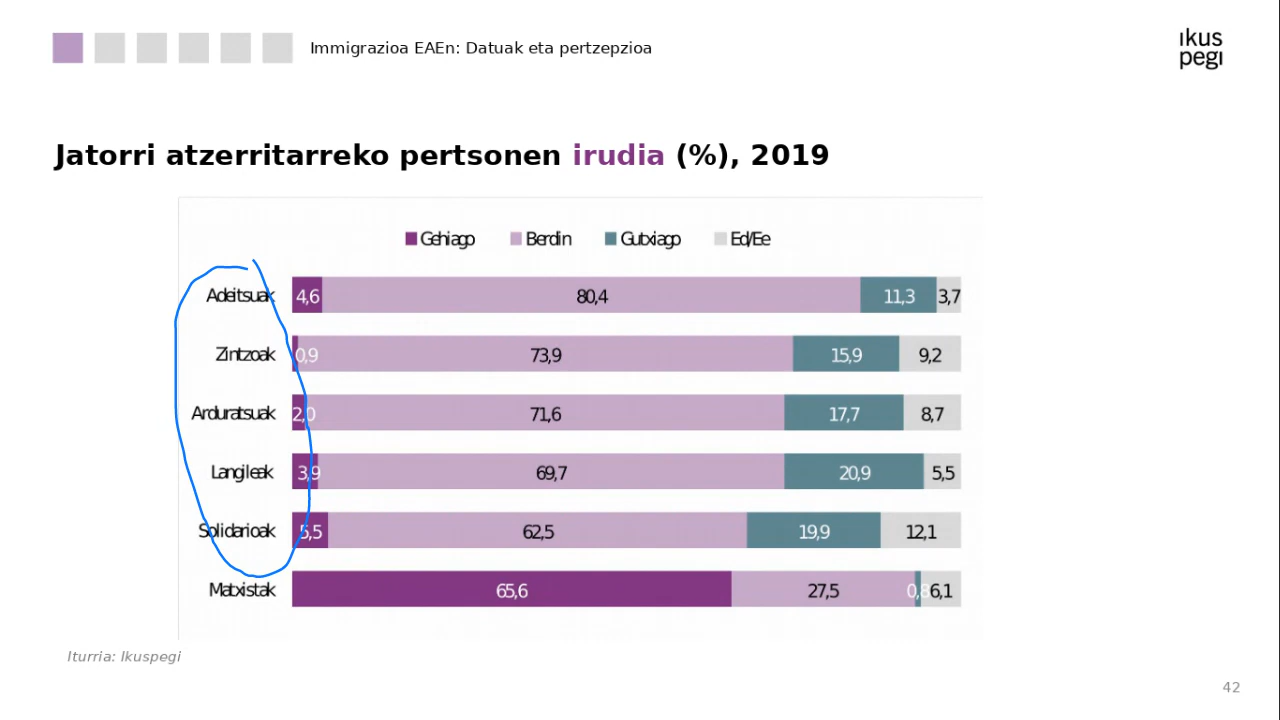 Immigrazioa EAEn: Datuak eta pertzepzioa
ikus
pegi
Jatorri atzerritarreko pertsonen irudia (%), 2019
Gehiago Berdin Gutxiago Ed/Ee
Adeitsuak 4,6 80,4 11,3 3,7
Zintzoak 0,9 73,9 15,9 9,2
Arduratsuak 2,0 71,6 17,7 8,7
Langileak 3,9 69,7 20,9 5,5
Solidarioak 5,5 62,5 19,9 12,1
Matxistak 65,6 27,5 6,1
Iturria: Ikuspegi
42